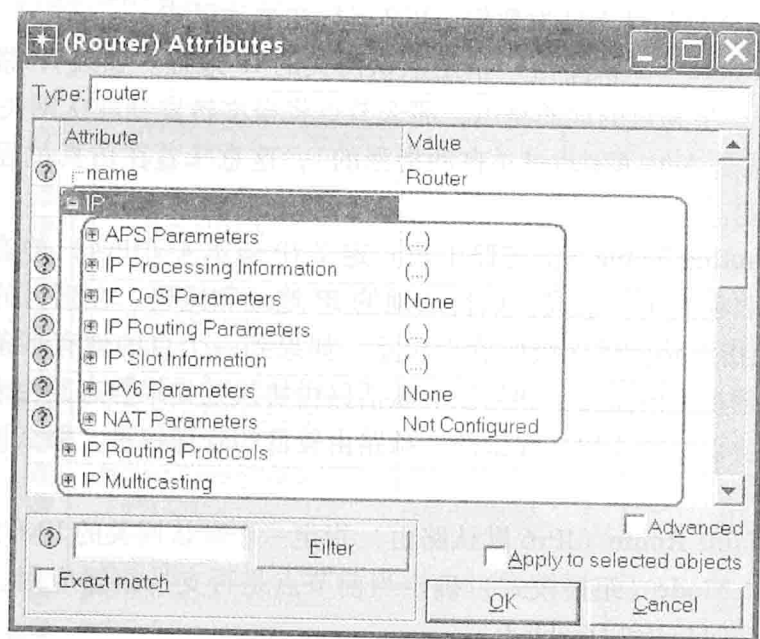 (Router) Attributes
Type: router
Attribute Value
name Router
IP
APS Parameters (...)
IP Processing Information (...)
IP QoS Parameters None
IP Routing Parameters (...)
IP Slot Information (...)
IPv6 Parameters None
NAT Parameters Not Configured
IP Routing Protocols
IP Multicasting
Advanced
Filter
Apply to selected objects
Exact match
OK Cancel